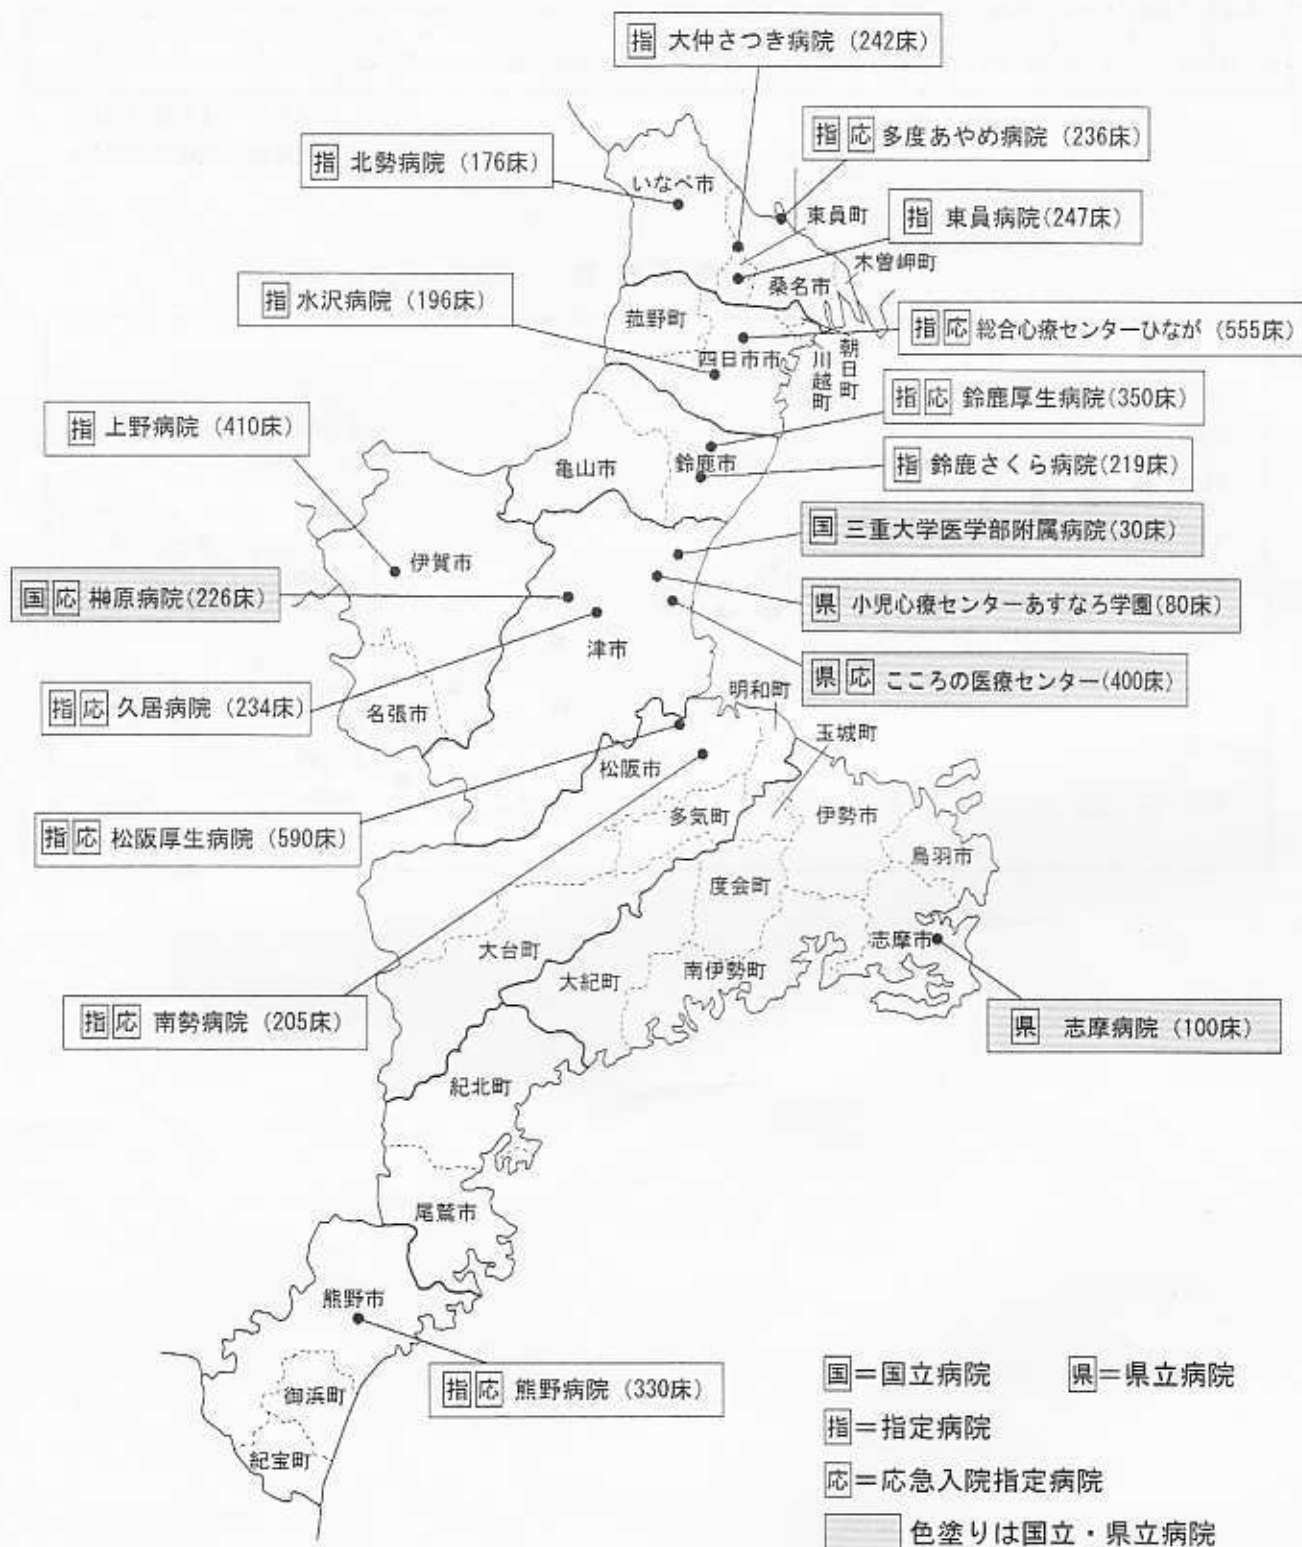 指 大仲さつき病院 (242床)
指 応 多度あやめ病院 (236床)
指 北勢病院 (176床)
いなべ市
東員町
指 東員病院(247床)
木曽岬町
桑名市
指 水沢病院 (196床)
菰野町
指 応 総合心療センターひなが (555床)
四日市市
朝日町
川越町
指 応 鈴鹿厚生病院(350床)
指 上野病院 (410床)
亀山市
鈴鹿市
指 鈴鹿さくら病院(219床)
国 三重大学医学部附属病院(30床)
伊賀市
国 応 榊原病院(226床)
県 小児心療センターあすなろ学園(80床)
津市
県 応 こころの医療センター(400床)
指 応 久居病院 (234床)
名張市
明和町
玉城町
松阪市
多気町
伊勢市
指 応 松阪厚生病院 (590床)
鳥羽市
度会町
志摩市
大台町
大紀町
南伊勢町
指 応 南勢病院 (205床)
県 志摩病院 (100床)
紀北町
尾鷲市
熊野市
指 応 熊野病院 (330床)
御浜町
紀宝町
国=国立病院 県=県立病院
指=指定病院
応=応急入院指定病院
色塗りは国立・県立病院